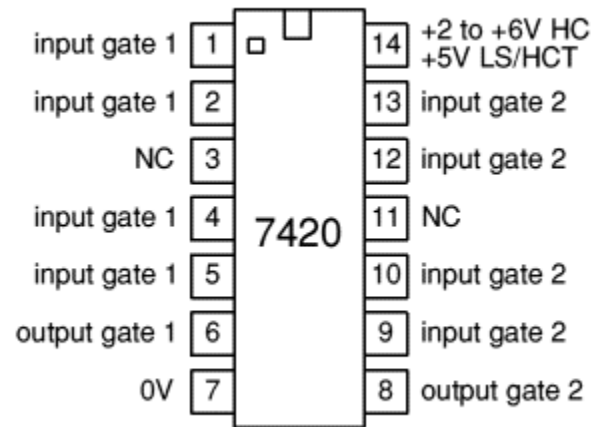 input gate 1 1
input gate 1 2
NC 3
input gate 1 4
input gate 1 5
output gate 1 6
0V 7
7420
14 +2 to +6V HC
+5V LS/HCT
13 input gate 2
12 input gate 2
11 NC
10 input gate 2
9 input gate 2
8 output gate 2